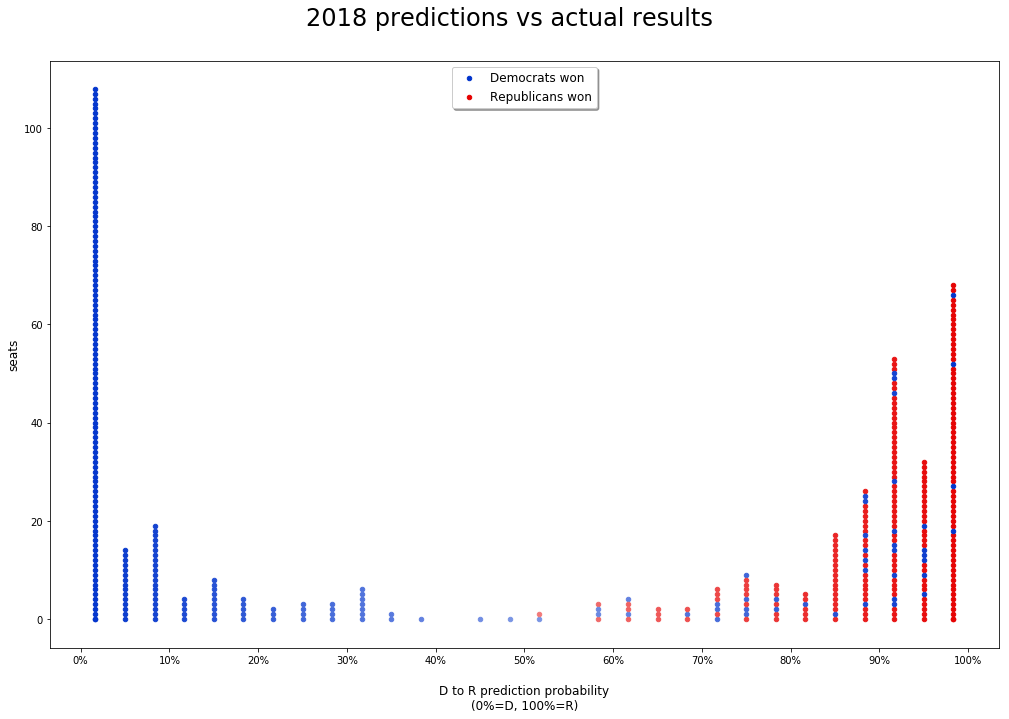 2018 predictions vs actual results
Democrats won
Republicans won
seats
100
80
60
40
20
0
0% 10% 20% 30% 40% 50% 60% 70% 80% 90% 100%
D to R prediction probability
(0%=D, 100%=R)